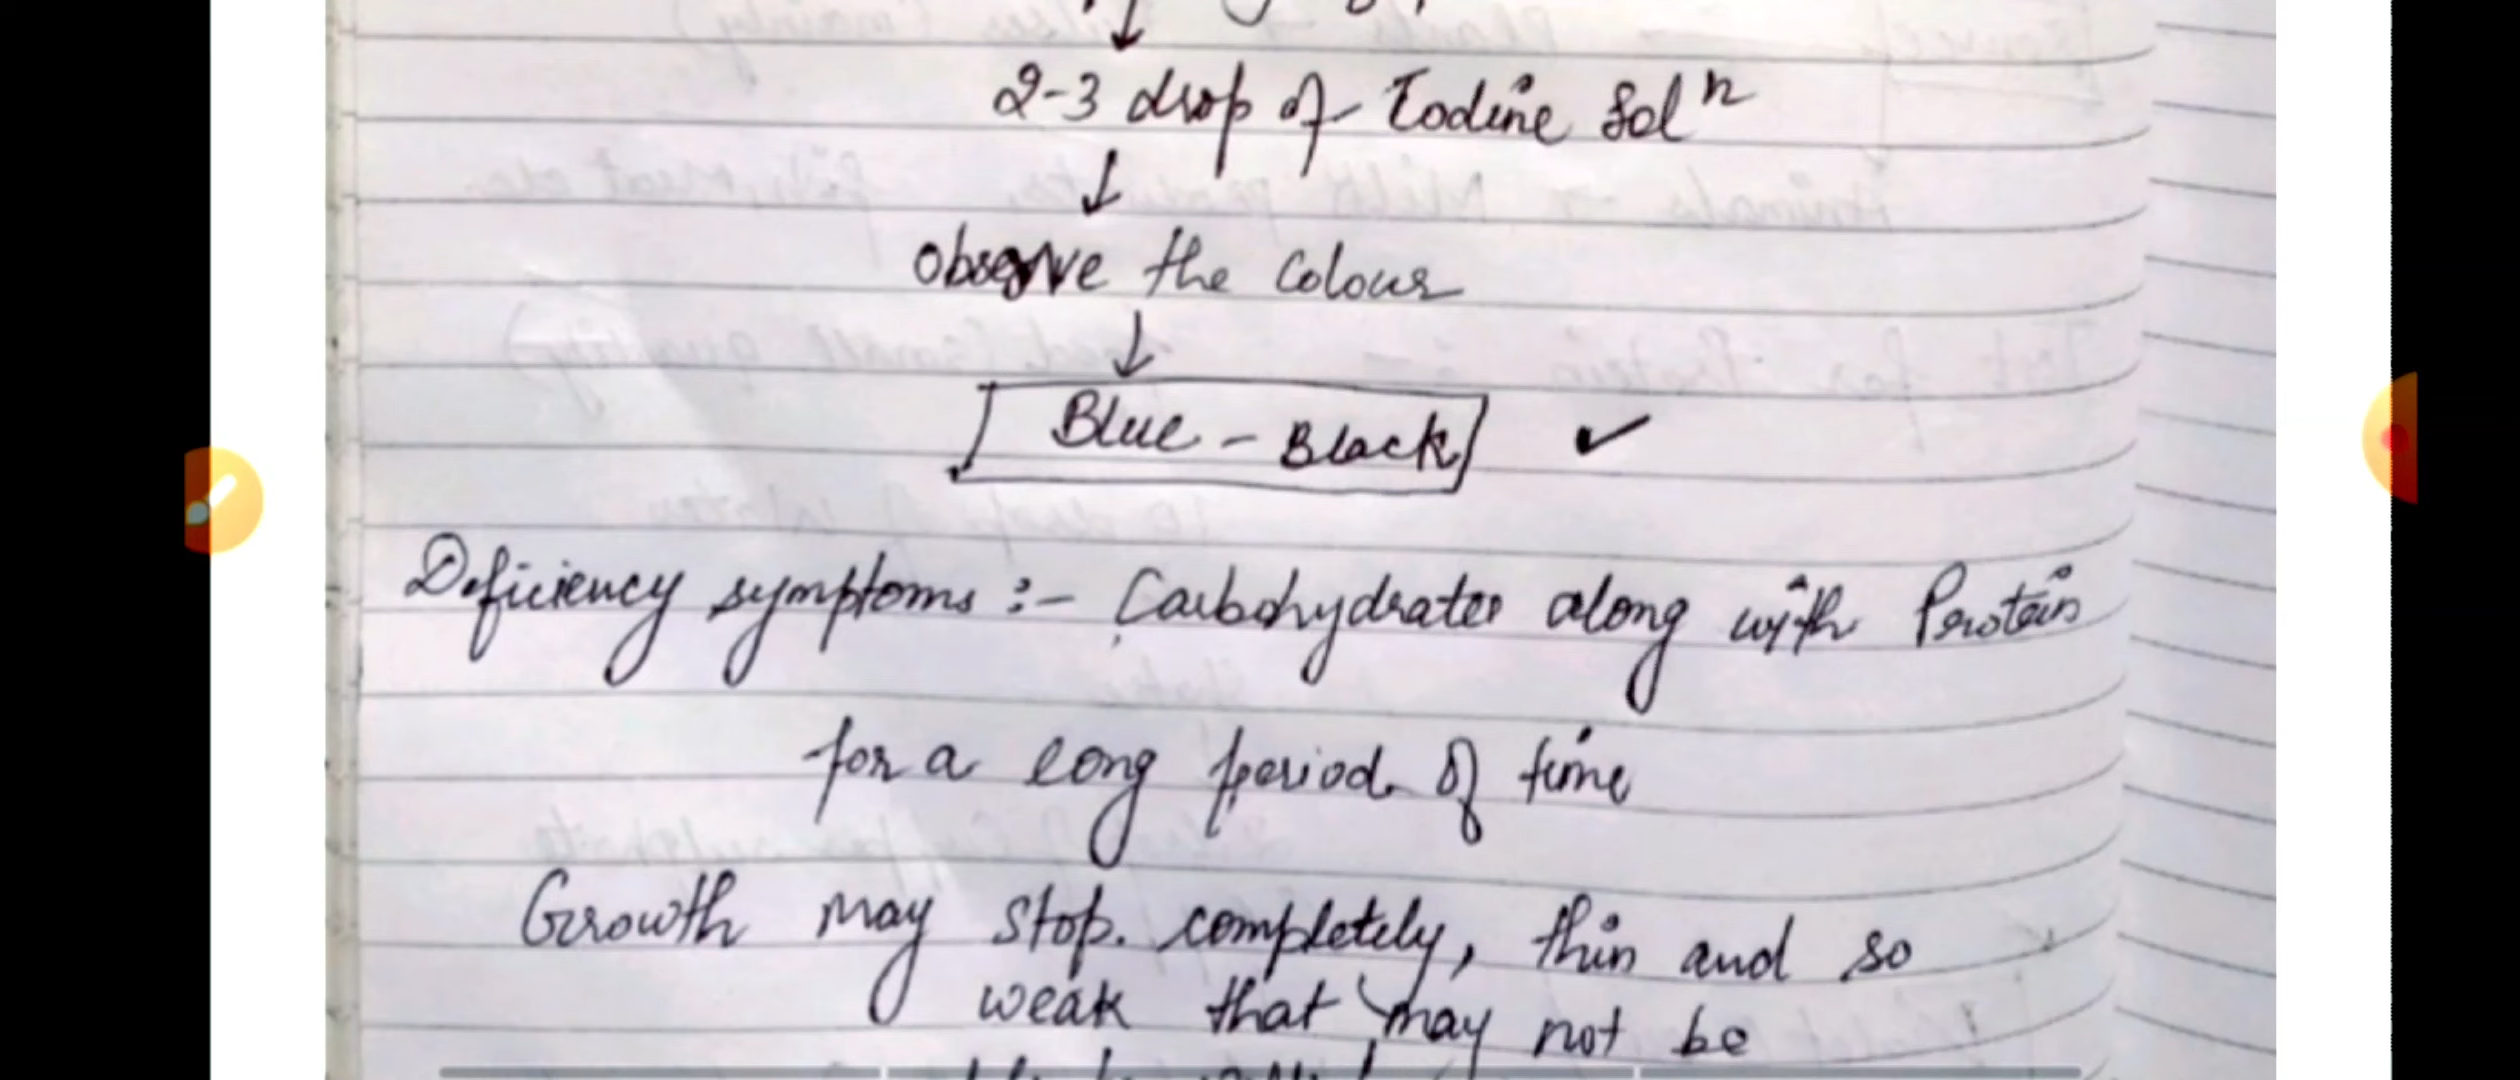 ↓
2-3 drop of Iodine Solⁿ
↓
Observe the Colour
↓
Blue - Black ✓
Deficiency symptoms :- Carbohydrates along with Protein
for a long period of time
Growth may stop. completely, thin and so
weak that may not be